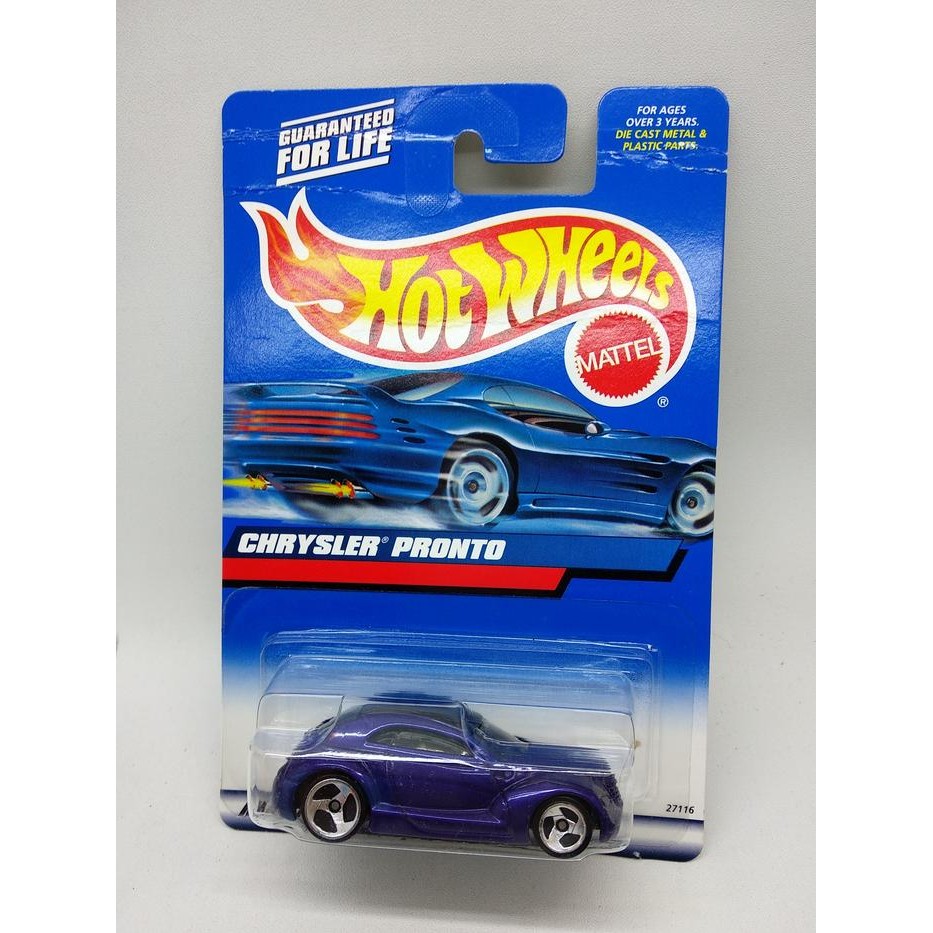 GUARANTEED
FOR LIFE
FOR AGES
OVER 3 YEARS.
DIE CAST METAL &
PLASTIC PARTS.
HOT WHEELS
MATTEL
®
CHRYSLER® PRONTO
27116